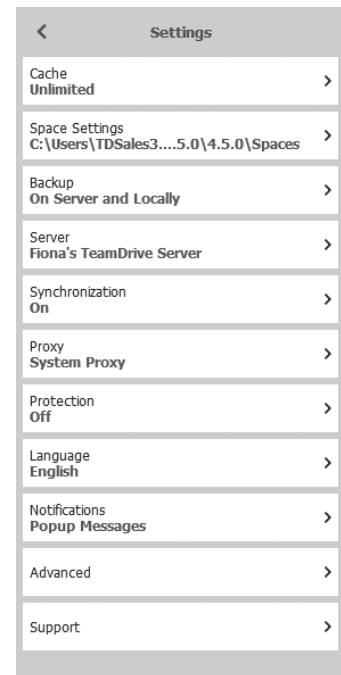 Settings
Cache
Unlimited
Space Settings
C:\Users\TDSales3....5.0\4.5.0\Spaces
Backup
On Server and Locally
Server
Fiona's TeamDrive Server
Synchronization
On
Proxy
System Proxy
Protection
Off
Language
English
Notifications
Popup Messages
Advanced
Support